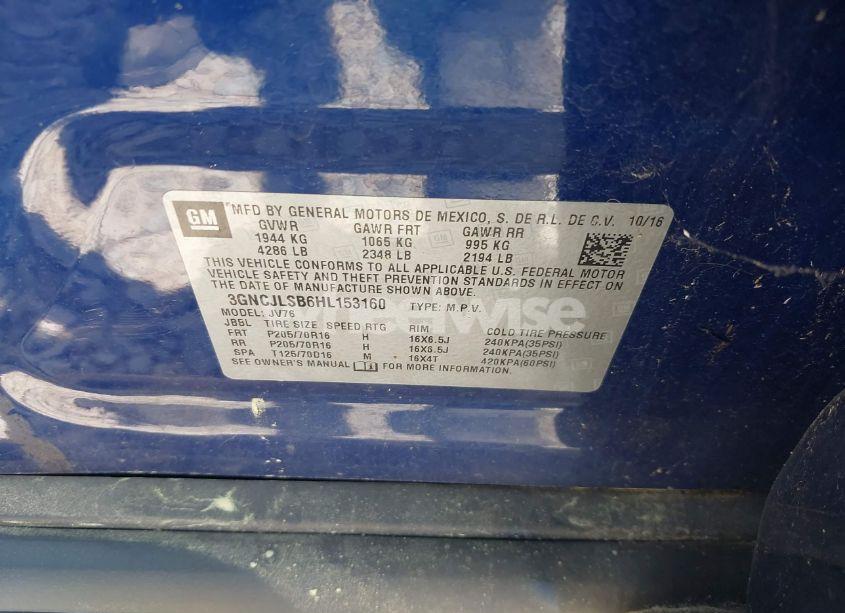 GM MFD BY GENERAL MOTORS DE MEXICO, S. DE R.L. DE C.V. 10/16
GVWR GAWR FRT GAWR RR
1944 KG 1065 KG 995 KG
4286 LB 2348 LB 2194 LB
THIS VEHICLE CONFORMS TO ALL APPLICABLE U.S. FEDERAL MOTOR
VEHICLE SAFETY AND THEFT PREVENTION STANDARDS IN EFFECT
ON THE DATE OF MANUFACTURE SHOWN ABOVE.
3GNCJLSB6HL153160 TYPE: M.P.V.
MODEL: JV76
JBSL TIRE SIZE SPEED RTG RIM COLD TIRE PRESSURE
FRT P205/70R16 H 16X6.5J 240KPA(35PSI)
RR P205/70R16 H 16X6.5J 240KPA(35PSI)
SPA T125/70D16 M 16X4T 420KPA(60PSI)
SEE OWNER'S MANUAL FOR MORE INFORMATION.
wheelwise